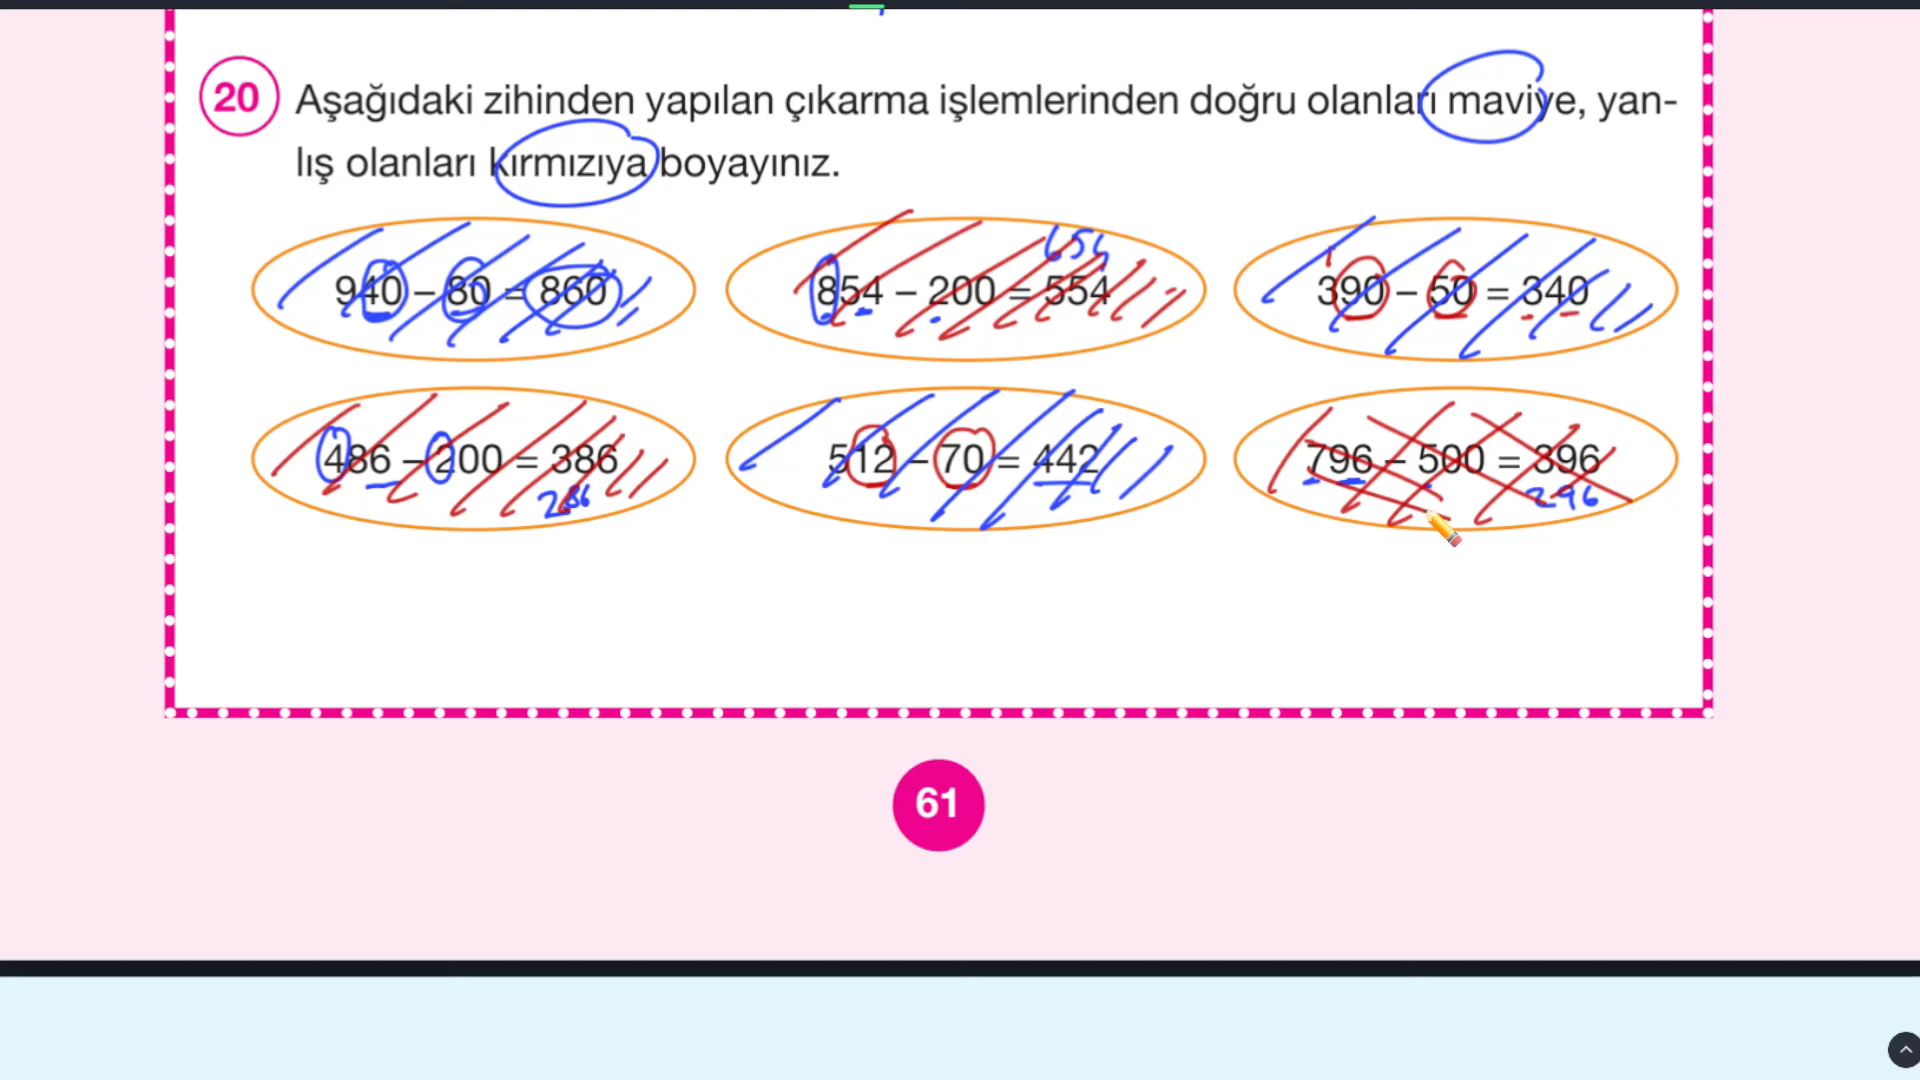 20 Aşağıdaki zihinden yapılan çıkarma işlemlerinden doğru olanları maviye, yan-
lış olanları kırmızıya boyayınız.
654
940 – 80 = 860 854 – 200 = 554 390 – 50 = 340
486 – 200 = 386 512 – 70 = 442 796 – 500 = 396
286 296
61